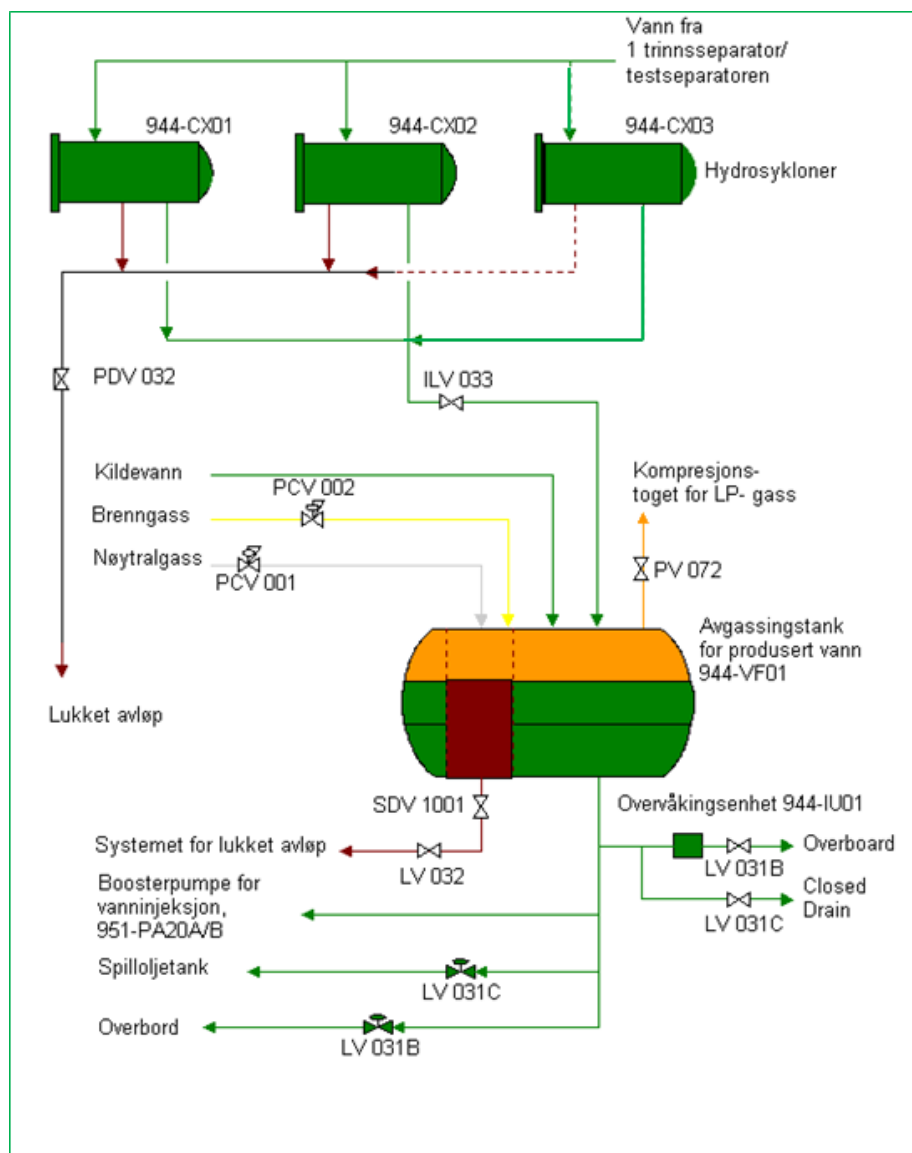 Vann fra
1 trinnsseparator/
testseparatoren
944-CX01
944-CX02
944-CX03
Hydrosykloner
PDV 032
ILV 033
Kildevann
PCV 002
Brenngass
Nøytralgass
PCV 001
Kompresjons-
toget for LP- gass
PV 072
Avgassingstank
for produsert vann
944-VF01
Lukket avløp
SDV 1001
Overvåkingsenhet 944-IU01
Systemet for lukket avløp
LV 032
Overboard
LV 031B
Boosterpumpe for
vanninjeksjon,
951-PA20A/B
Closed
Drain
LV 031C
Spilloljetank
LV 031C
Overbord
LV 031B